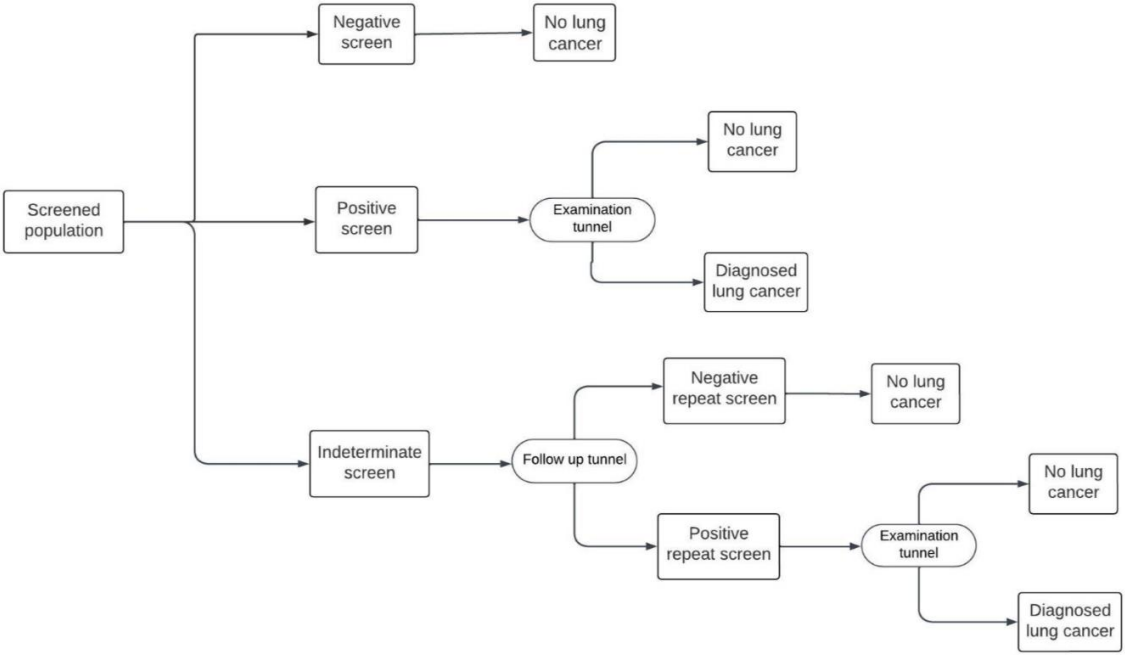 Negative
screen
No lung
cancer
No lung
cancer
Screened
population
Positive
screen
Examination
tunnel
Diagnosed
lung cancer
Negative
repeat screen
No lung
cancer
Indeterminate
screen
Follow up tunnel
No lung
cancer
Positive
repeat screen
Examination
tunnel
Diagnosed
lung cancer